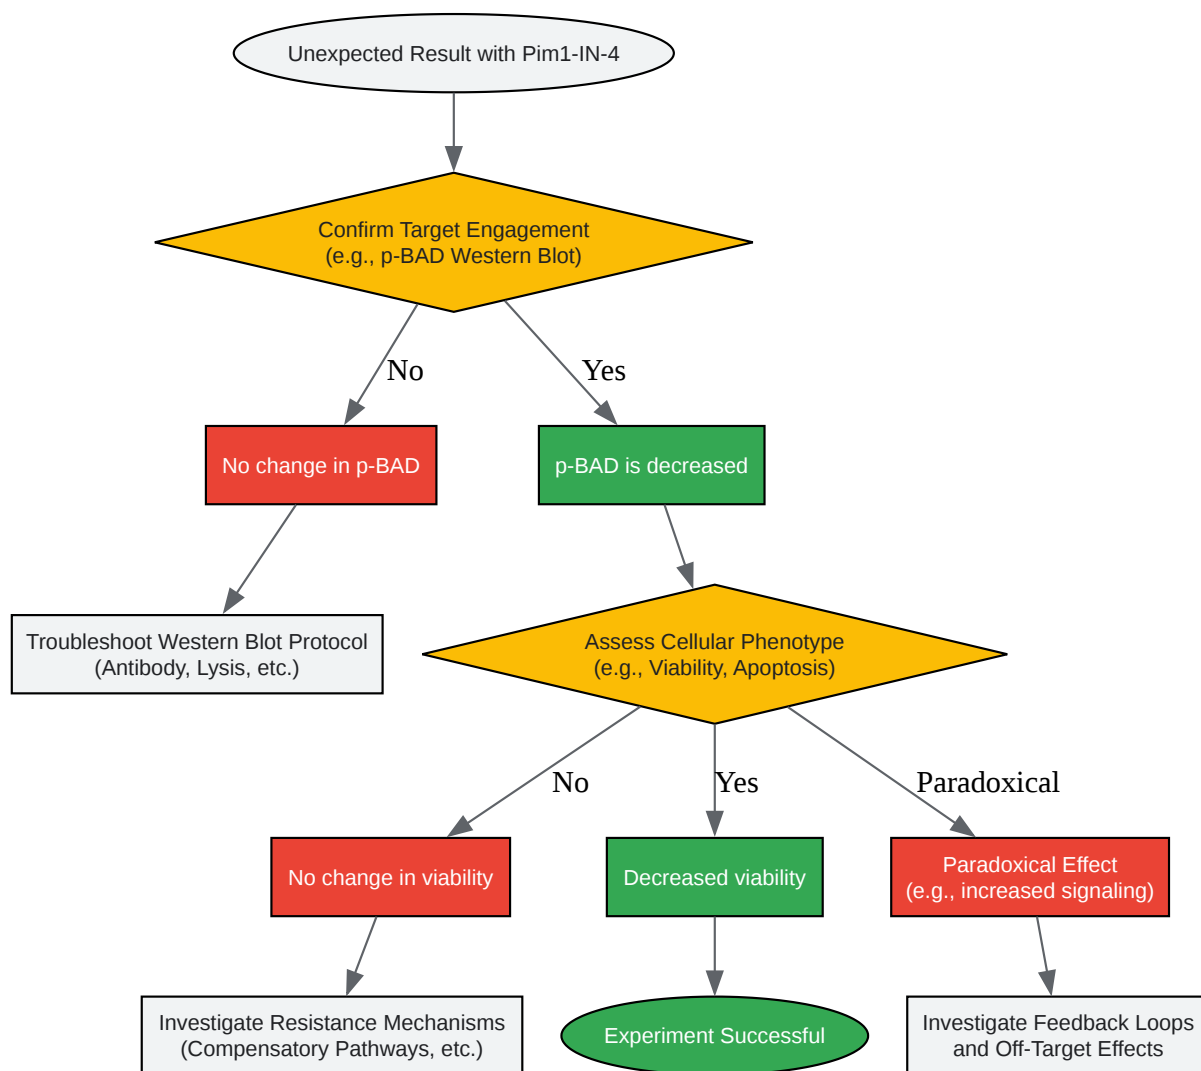 Unexpected Result with Pim1-IN-4
Confirm Target Engagement
(e.g., p-BAD Western Blot)
No
Yes
No change in p-BAD
p-BAD is decreased
Troubleshoot Western Blot Protocol
(Antibody, Lysis, etc.)
Assess Cellular Phenotype
(e.g., Viability, Apoptosis)
No
Yes
Paradoxical
No change in viability
Decreased viability
Paradoxical Effect
(e.g., increased signaling)
Investigate Resistance Mechanisms
(Compensatory Pathways, etc.)
Experiment Successful
Investigate Feedback Loops
and Off-Target Effects